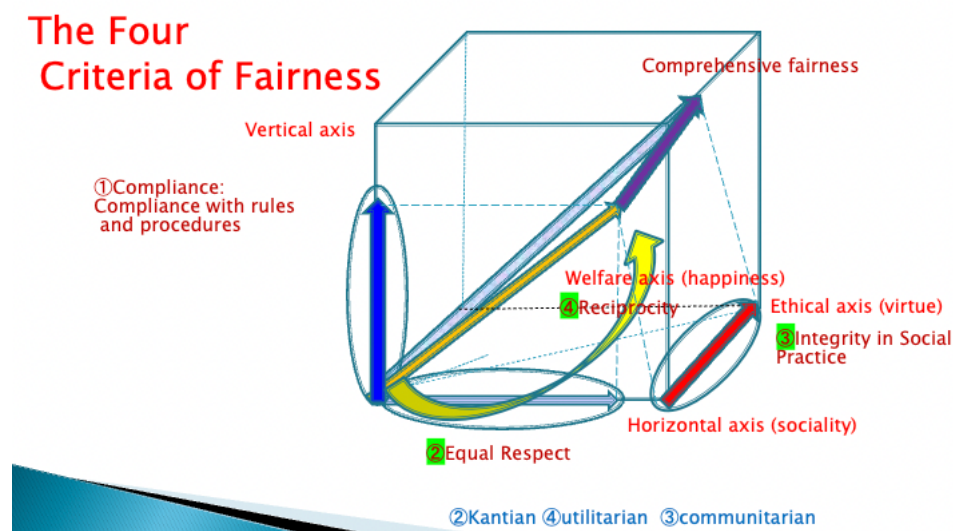 The Four
Criteria of Fairness
Comprehensive fairness
Vertical axis
①Compliance:
Compliance with rules
and procedures
Welfare axis (happiness)
④Reciprocity
Ethical axis (virtue)
③Integrity in Social
Practice
Horizontal axis (sociality)
②Equal Respect
②Kantian ④utilitarian ③communitarian